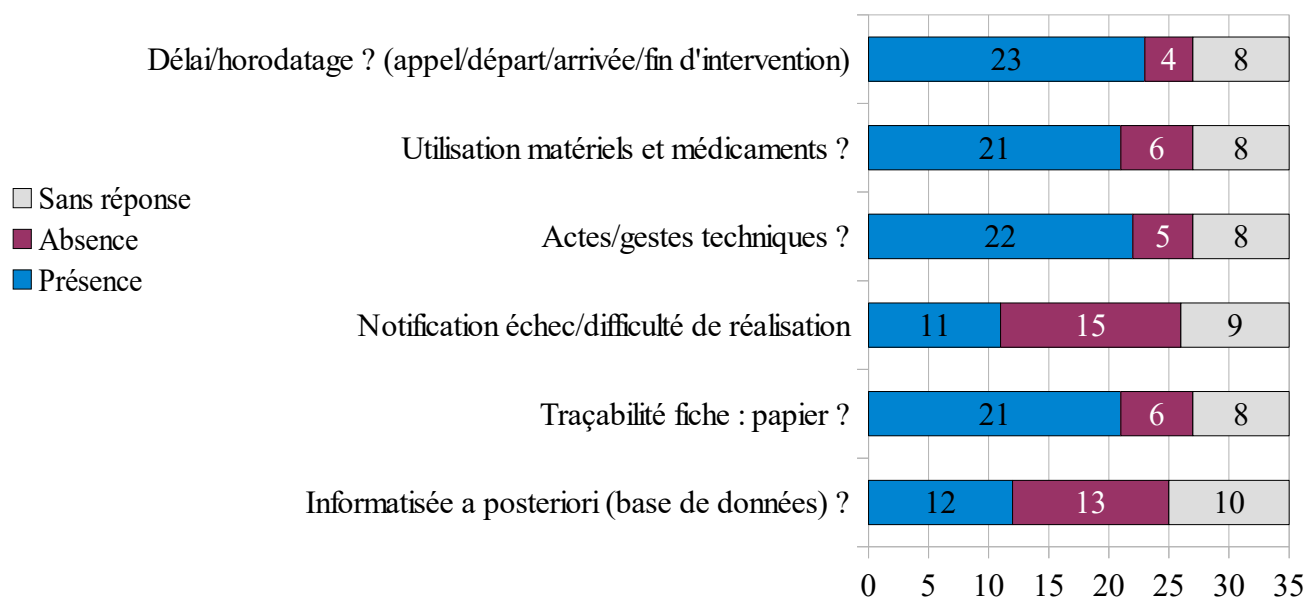 Délai/horodatage ? (appel/départ/arrivée/fin d'intervention)
23 4 8
Utilisation matériels et médicaments ?
21 6 8
Sans réponse
Absence
Présence
Actes/gestes techniques ?
22 5 8
Notification échec/difficulté de réalisation
11 15 9
Traçabilité fiche : papier ?
21 6 8
Informatisée a posteriori (base de données) ?
12 13 10
0 5 10 15 20 25 30 35